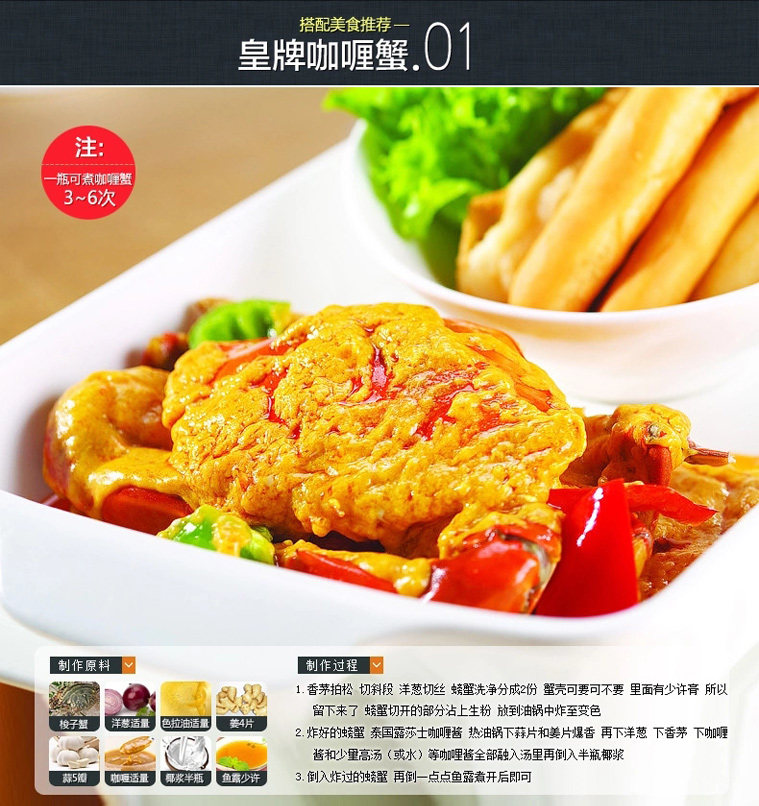 搭配美食推荐 —
皇牌咖喱蟹.01
注:
一瓶可煮咖喱蟹
3~6次
制作原料
梭子蟹 洋葱适量 色拉油适量 姜4片
蒜5瓣 咖喱适量 椰浆半瓶 鱼露少许
制作过程
1. 香茅拍松 切斜段 洋葱切丝 螃蟹洗净分成2份 蟹壳可要可不要 里面有少许膏 所以
留下来了 螃蟹切开的部分沾上生粉 放到油锅中炸至变色
2. 炸好的螃蟹 泰国露莎士咖喱酱 热油锅下蒜片和姜片爆香 再下洋葱 下香茅 下咖喱
酱和少量高汤（或水）等咖喱酱全部融入汤里再倒入半瓶椰浆
3. 倒入炸过的螃蟹 再倒一点点鱼露煮开后即可